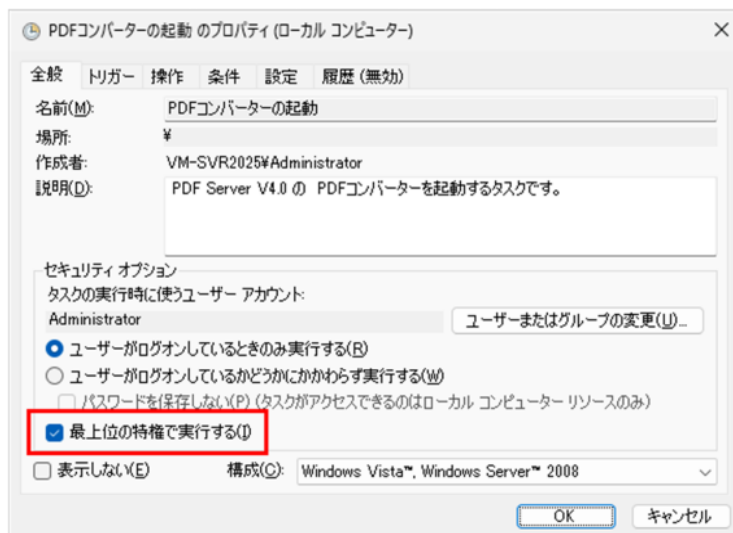 PDFコンバーターの起動 のプロパティ (ローカル コンピューター)
全般 トリガー 操作 条件 設定 履歴 (無効)
名前(M): PDFコンバーターの起動
場所: ¥
作成者: VM-SVR2025¥Administrator
説明(D): PDF Server V4.0 の PDFコンバーターを起動するタスクです。
セキュリティ オプション
タスクの実行時に使うユーザー アカウント:
Administrator ユーザーまたはグループの変更(U)...
ユーザーがログオンしているときのみ実行する(R)
ユーザーがログオンしているかどうかにかかわらず実行する(W)
パスワードを保存しない(P) (タスクがアクセスできるのはローカル コンピューター リソースのみ)
最上位の特権で実行する(I)
表示しない(E) 構成(C): Windows Vista™, Windows Server™ 2008
OK キャンセル